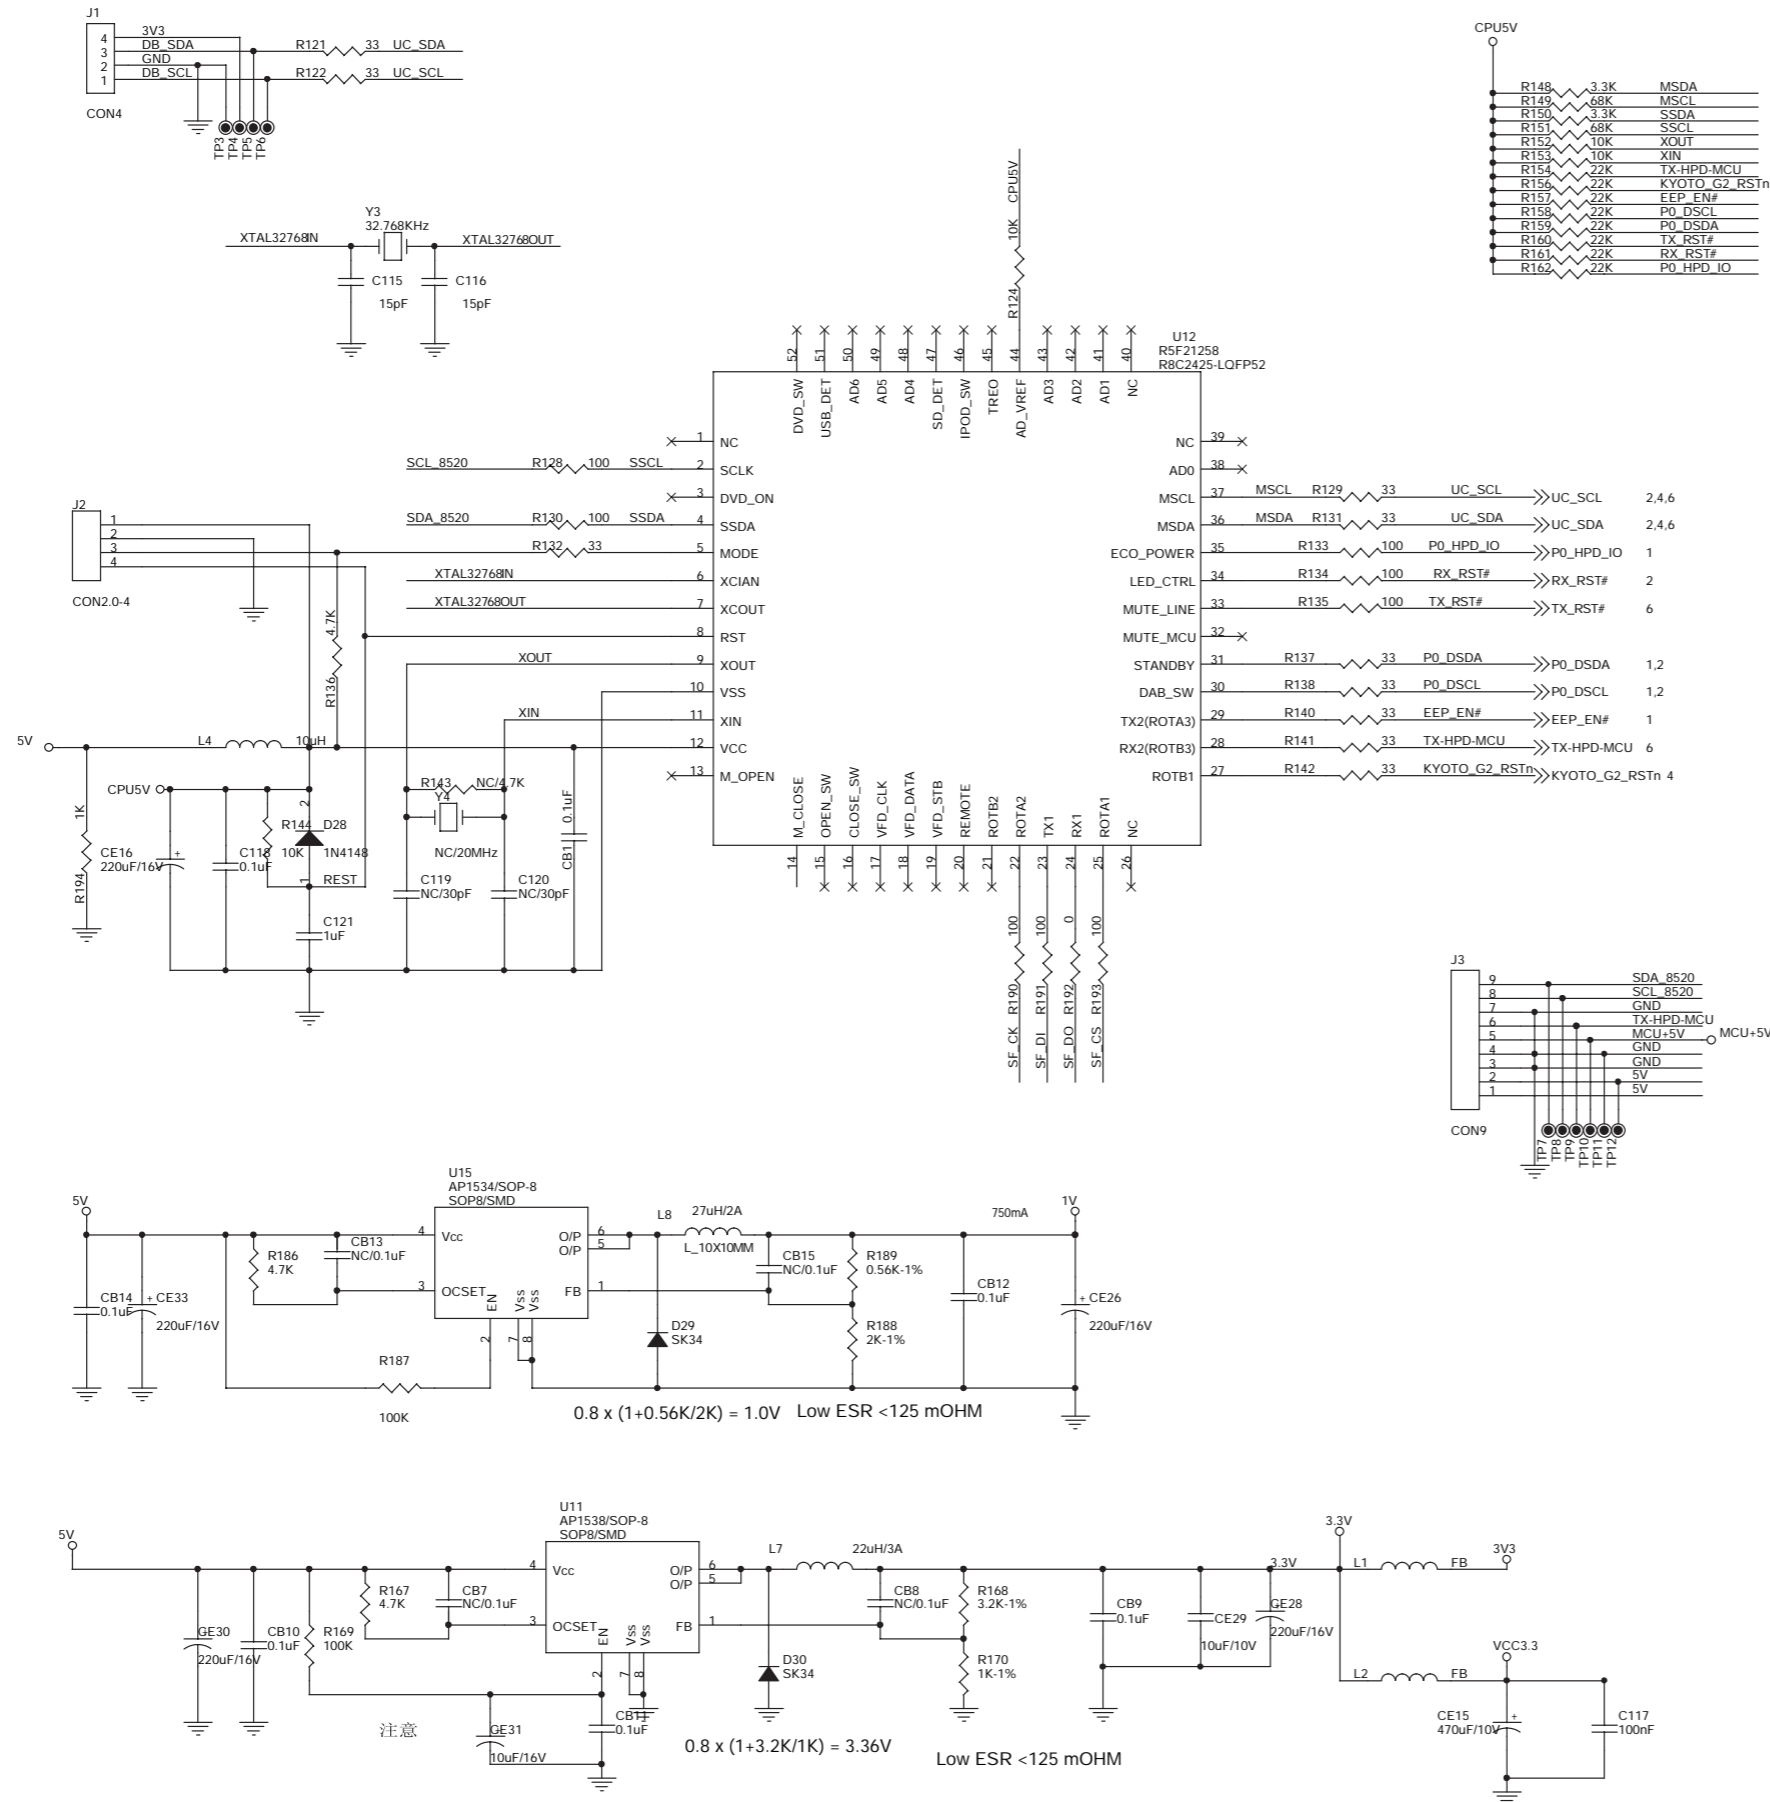 J1
4 3V3
3 DB_SDA R121 33 UC_SDA
2 GND
1 DB_SCL R122 33 UC_SCL
CON4
TP3
TP4
TP5
TP6
CPU5V
R148 3.3K MSDA
R149 68K MSCL
R150 3.3K SSDA
R151 68K SSCL
R152 10K XOUT
R153 10K XIN
R154 22K TX-HPD-MCU
R156 22K KYOTO_G2_RSTn
R157 22K EEP_EN#
R158 22K P0_DSCL
R159 22K P0_DSDA
R160 22K TX_RST#
R161 22K RX_RST#
R162 22K P0_HPD_IO
Y3
32.768KHz
XTAL32768IN XTAL32768OUT
C115 C116
15pF 15pF
CPU5V
10K
R124
U12
R5F21258
R8C2425-LQFP52
52 DVD_SW
51 USB_DET
50 AD6
49 AD5
48 AD4
47 SD_DET
46 IPOD_SW
45 TREO
44 AD_VREF
43 AD3
42 AD2
41 AD1
40 NC
1 NC
SCL_8520 R128 100 SSCL 2 SCLK
3 DVD_ON
SDA_8520 R130 100 SSDA 4 SSDA
R132 33 5 MODE
XTAL32768IN 6 XCIAN
XTAL32768OUT 7 XCOUT
8 RST
XOUT 9 XOUT
10 VSS
XIN 11 XIN
12 VCC
13 M_OPEN
NC 39
AD0 38
MSCL 37 MSCL R129 33 UC_SCL UC_SCL 2,4,6
MSDA 36 MSDA R131 33 UC_SDA UC_SDA 2,4,6
ECO_POWER 35 R133 100 P0_HPD_IO P0_HPD_IO 1
LED_CTRL 34 R134 100 RX_RST# RX_RST# 2
MUTE_LINE 33 R135 100 TX_RST# TX_RST# 6
MUTE_MCU 32
STANDBY 31 R137 33 P0_DSDA P0_DSDA 1,2
DAB_SW 30 R138 33 P0_DSCL P0_DSCL 1,2
TX2(ROTA3) 29 R140 33 EEP_EN# EEP_EN# 1
RX2(ROTB3) 28 R141 33 TX-HPD-MCU TX-HPD-MCU 6
ROTB1 27 R142 33 KYOTO_G2_RSTn KYOTO_G2_RSTn 4
M_CLOSE 14
OPEN_SW 15
CLOSE_SW 16
VFD_CLK 17
VFD_DATA 18
VFD_STB 19
REMOTE 20
ROTB2 21
ROTA2 22
TX1 23
RX1 24
ROTA1 25
NC 26
SF_CK R190 100
SF_DI R191 100
SF_DO R192 0
SF_CS R193 100
J2
1
2
3
4
CON2.0-4
R136 4.7K
5V L4 10uH
CPU5V
R194 1K
CE16
220uF/16V
+
C118
0.1uF
R144
10K
2
D28
1N4148
1 REST
C121
1uF
R143 NC/4.7K
Y4
NC/20MHz
C119
NC/30pF
C120
NC/30pF
CB1 0.1uF
J3
9 SDA_8520
8 SCL_8520
7 GND
6 TX-HPD-MCU
5 MCU+5V MCU+5V
4 GND
3 GND
2 5V
1 5V
CON9
TP7
TP8
TP9
TP10
TP11
TP12
U15
AP1534/SOP-8
SOP8/SMD
5V
4 Vcc
3 OCSET
EN 2
Vss 7
Vss 8
O/P 6
O/P 5
FB 1
CB14
0.1uF
+ CE33
220uF/16V
R186
4.7K
CB13
NC/0.1uF
R187
100K
L8 27uH/2A
L_10X10MM
D29
SK34
CB15
NC/0.1uF
R189
0.56K-1%
R188
2K-1%
CB12
0.1uF
750mA
1V
+ CE26
220uF/16V
0.8 x (1+0.56K/2K) = 1.0V Low ESR <125 mOHM
U11
AP1538/SOP-8
SOP8/SMD
5V
4 Vcc
3 OCSET
EN 2
Vss 7
Vss 8
O/P 6
O/P 5
FB 1
GE30
220uF/16V
CB10
0.1uF
R169
100K
R167
4.7K
CB7
NC/0.1uF
注意
GE31
10uF/16V
CB11
0.1uF
L7 22uH/3A
D30
SK34
CB8
NC/0.1uF
R168
3.2K-1%
R170
1K-1%
CB9
0.1uF
CE29
10uF/10V
GE28
220uF/16V
3.3V
3.3V
L1 FB 3V3
L2 FB VCC3.3
CE15
470uF/10V
+
C117
100nF
0.8 x (1+3.2K/1K) = 3.36V Low ESR <125 mOHM